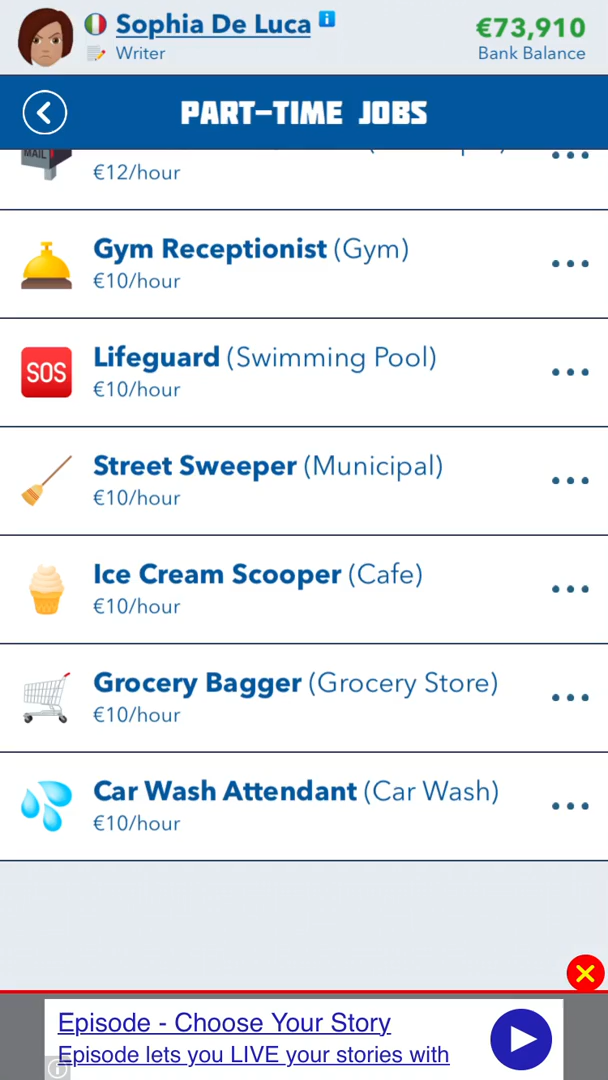 Sophia De Luca
€73,910
Writer
Bank Balance
PART-TIME JOBS
MAIL
€12/hour
Gym Receptionist (Gym)
€10/hour
Lifeguard (Swimming Pool)
€10/hour
SOS
Street Sweeper (Municipal)
€10/hour
Ice Cream Scooper (Cafe)
€10/hour
Grocery Bagger (Grocery Store)
€10/hour
Car Wash Attendant (Car Wash)
€10/hour
Episode - Choose Your Story
Episode lets you LIVE your stories with